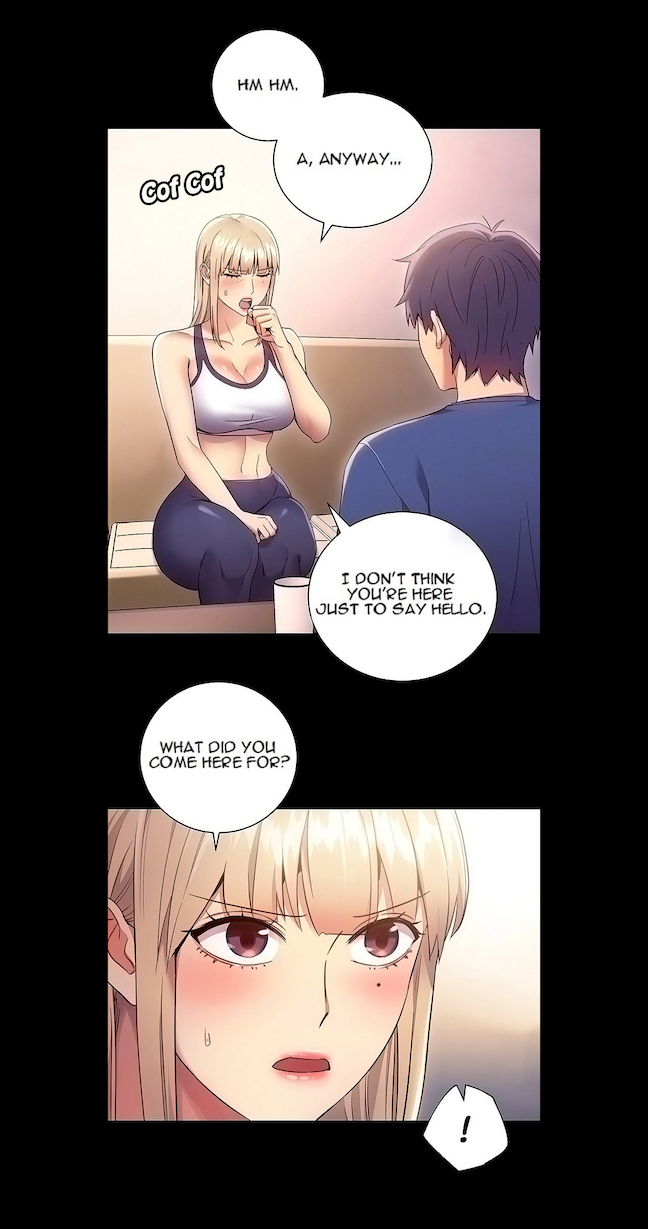 HM HM.
A, ANYWAY...
Cof Cof
I DON'T THINK
YOU'RE HERE
JUST TO SAY HELLO.
WHAT DID YOU
COME HERE FOR?
!